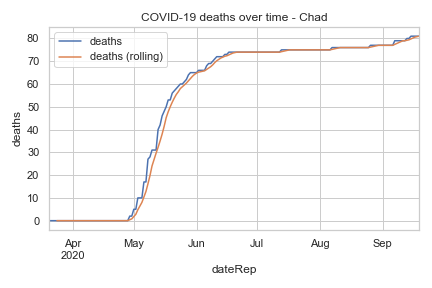 COVID-19 deaths over time - Chad
deaths
deaths (rolling)
80
70
60
50
40
30
20
10
0
deaths
Apr
2020
May
Jun
Jul
Aug
Sep
dateRep